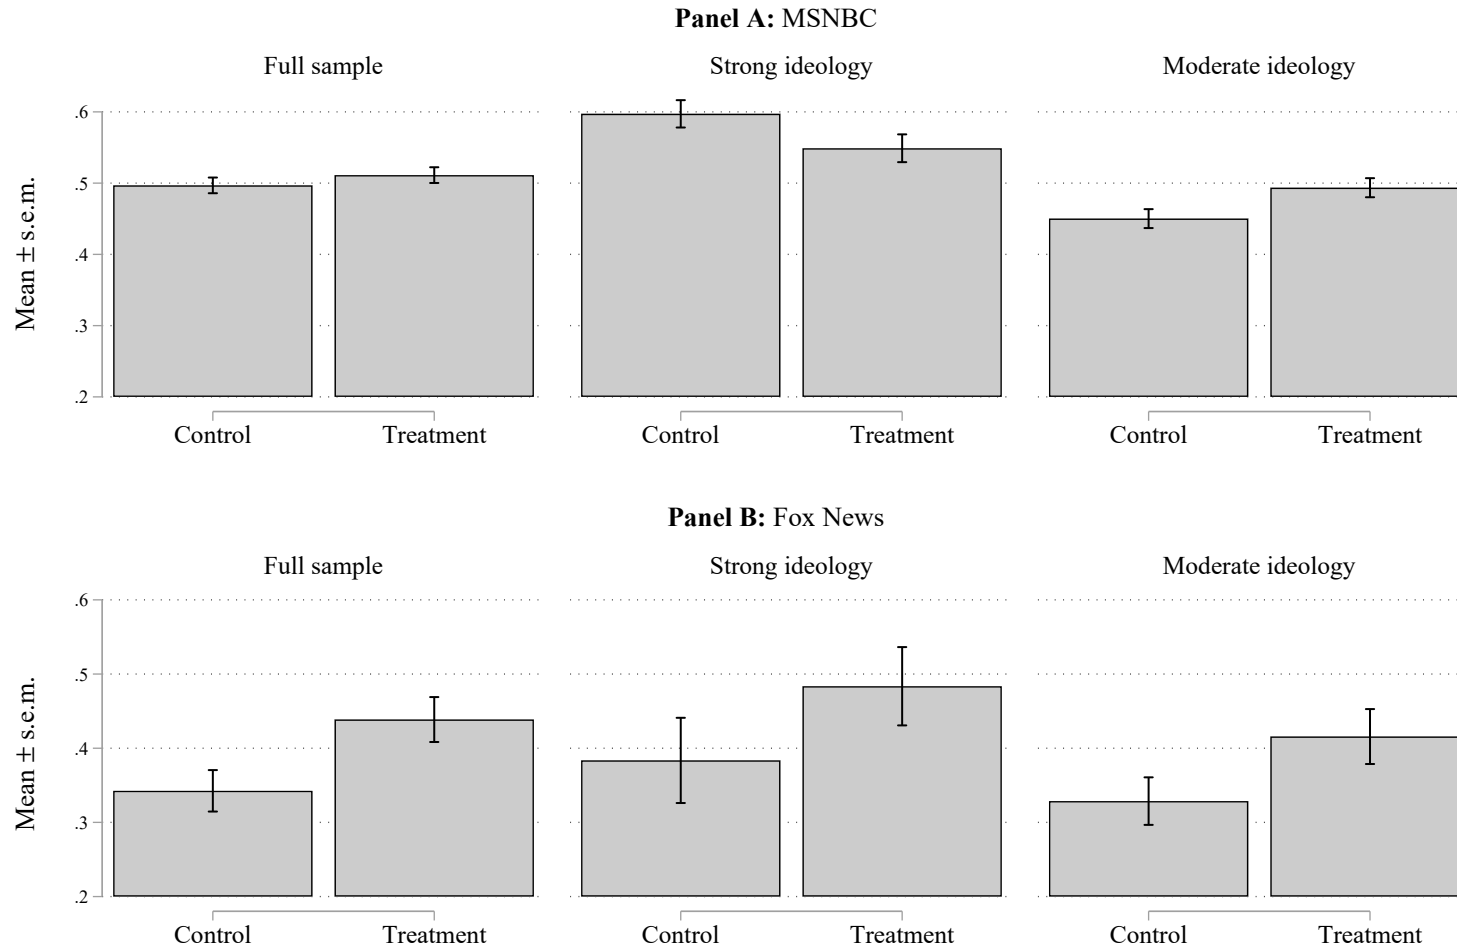 Panel A: MSNBC
Full sample
Strong ideology
Moderate ideology
Mean ± s.e.m.
.6
.5
.4
.3
.2
Control
Treatment
Control
Treatment
Control
Treatment
Panel B: Fox News
Full sample
Strong ideology
Moderate ideology
Mean ± s.e.m.
.6
.5
.4
.3
.2
Control
Treatment
Control
Treatment
Control
Treatment